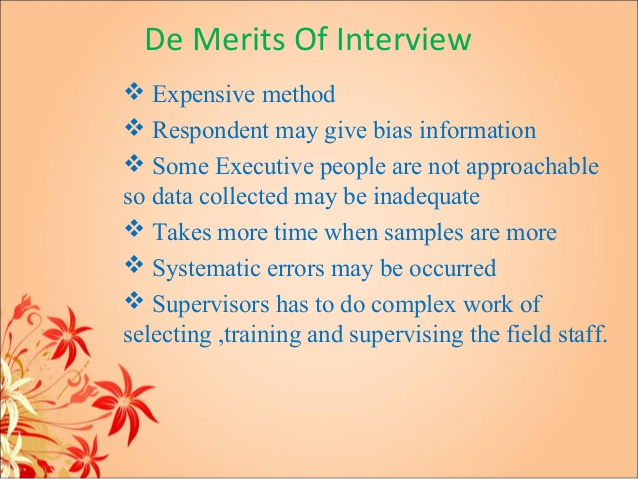 De Merits Of Interview
❖ Expensive method
❖ Respondent may give bias information
❖ Some Executive people are not approachable
so data collected may be inadequate
❖ Takes more time when samples are more
❖ Systematic errors may be occurred
❖ Supervisors has to do complex work of
selecting ,training and supervising the field staff.